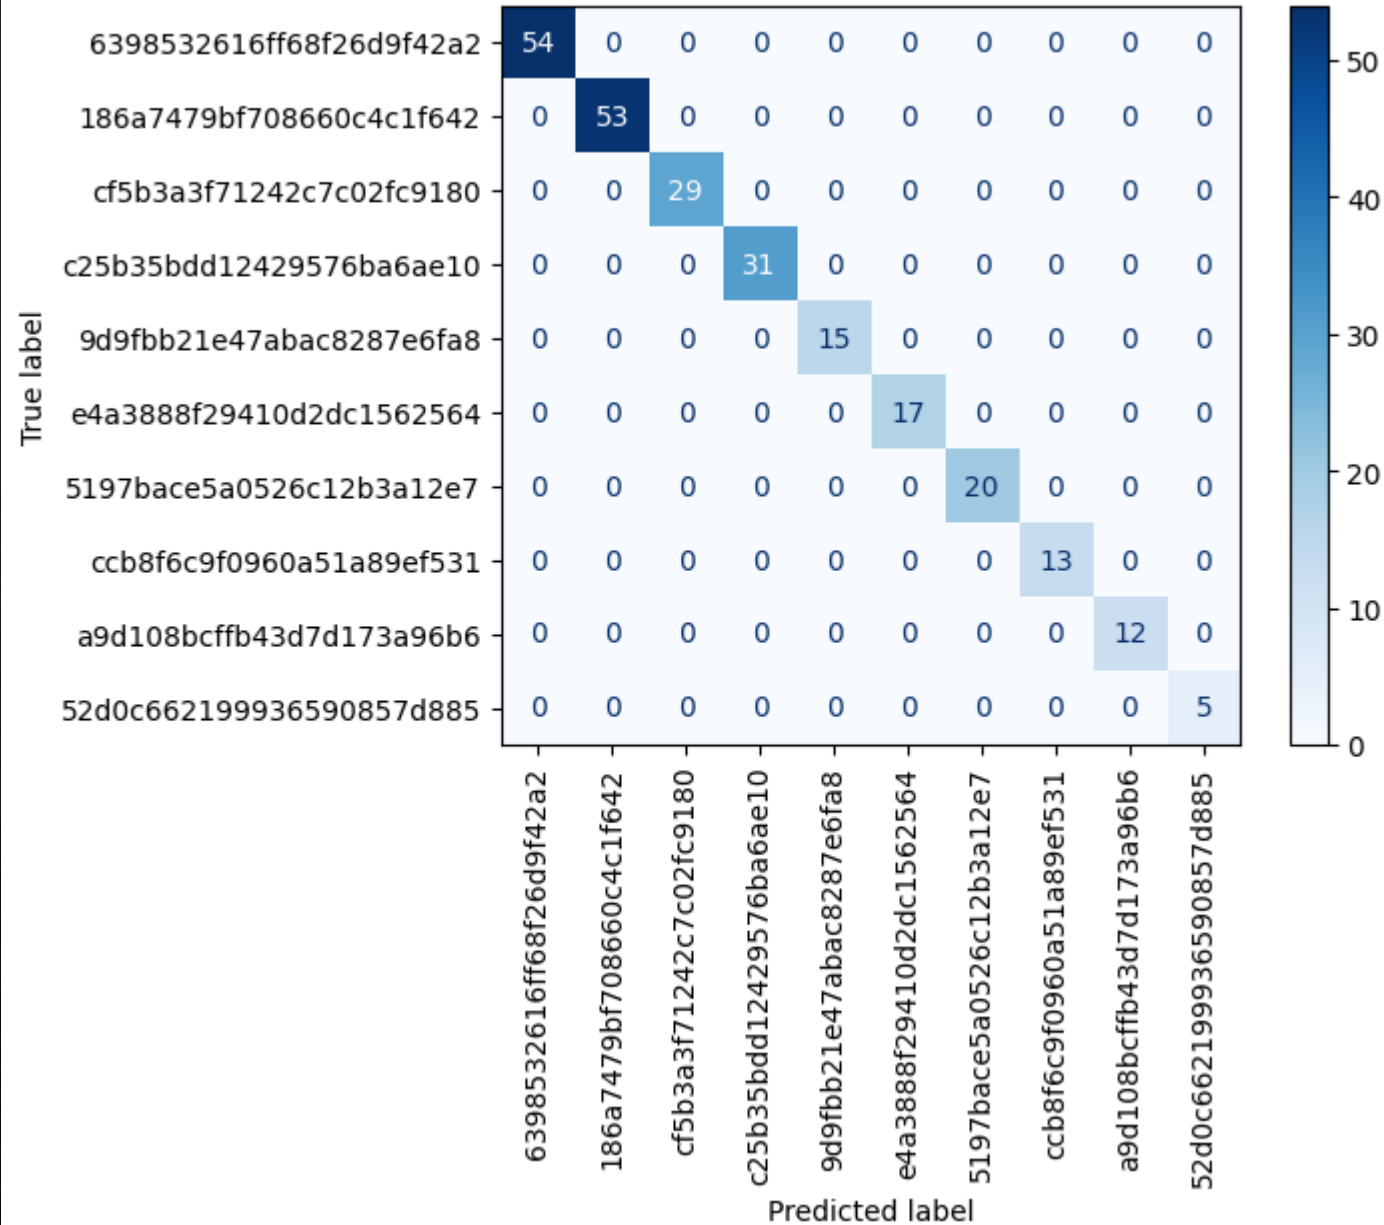 True label
6398532616ff68f26d9f42a2 54 0 0 0 0 0 0 0 0 0
186a7479bf708660c4c1f642 0 53 0 0 0 0 0 0 0 0
cf5b3a3f71242c7c02fc9180 0 0 29 0 0 0 0 0 0 0
c25b35bdd12429576ba6ae10 0 0 0 31 0 0 0 0 0 0
9d9fbb21e47abac8287e6fa8 0 0 0 0 15 0 0 0 0 0
e4a3888f29410d2dc1562564 0 0 0 0 0 17 0 0 0 0
5197bace5a0526c12b3a12e7 0 0 0 0 0 0 20 0 0 0
ccb8f6c9f0960a51a89ef531 0 0 0 0 0 0 0 13 0 0
a9d108bcffb43d7d173a96b6 0 0 0 0 0 0 0 0 12 0
52d0c662199936590857d885 0 0 0 0 0 0 0 0 0 5
6398532616ff68f26d9f42a2
186a7479bf708660c4c1f642
cf5b3a3f71242c7c02fc9180
c25b35bdd12429576ba6ae10
9d9fbb21e47abac8287e6fa8
e4a3888f29410d2dc1562564
5197bace5a0526c12b3a12e7
ccb8f6c9f0960a51a89ef531
a9d108bcffb43d7d173a96b6
52d0c662199936590857d885
Predicted label
50
40
30
20
10
0